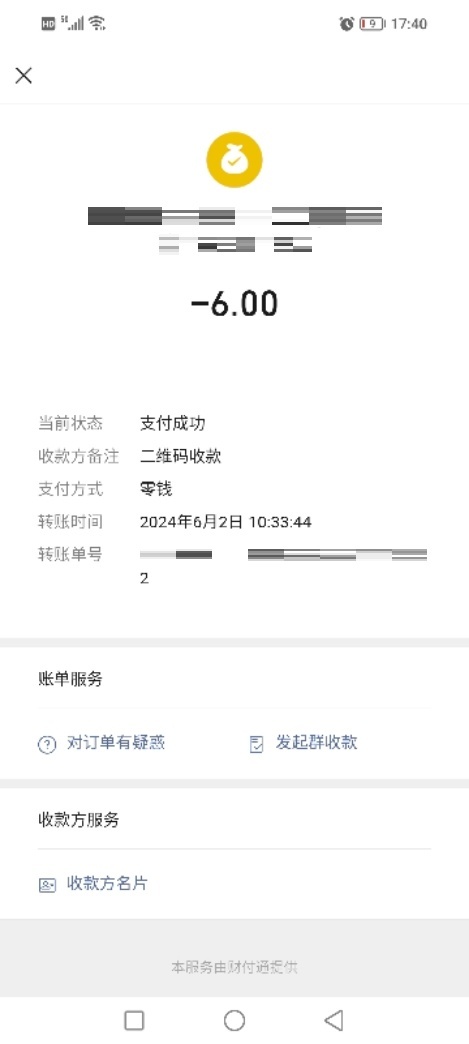 HD 5G 9 17:40
-6.00
当前状态 支付成功
收款方备注 二维码收款
支付方式 零钱
转账时间 2024年6月2日 10:33:44
转账单号
2
账单服务
对订单有疑惑 发起群收款
收款方服务
收款方名片
本服务由财付通提供